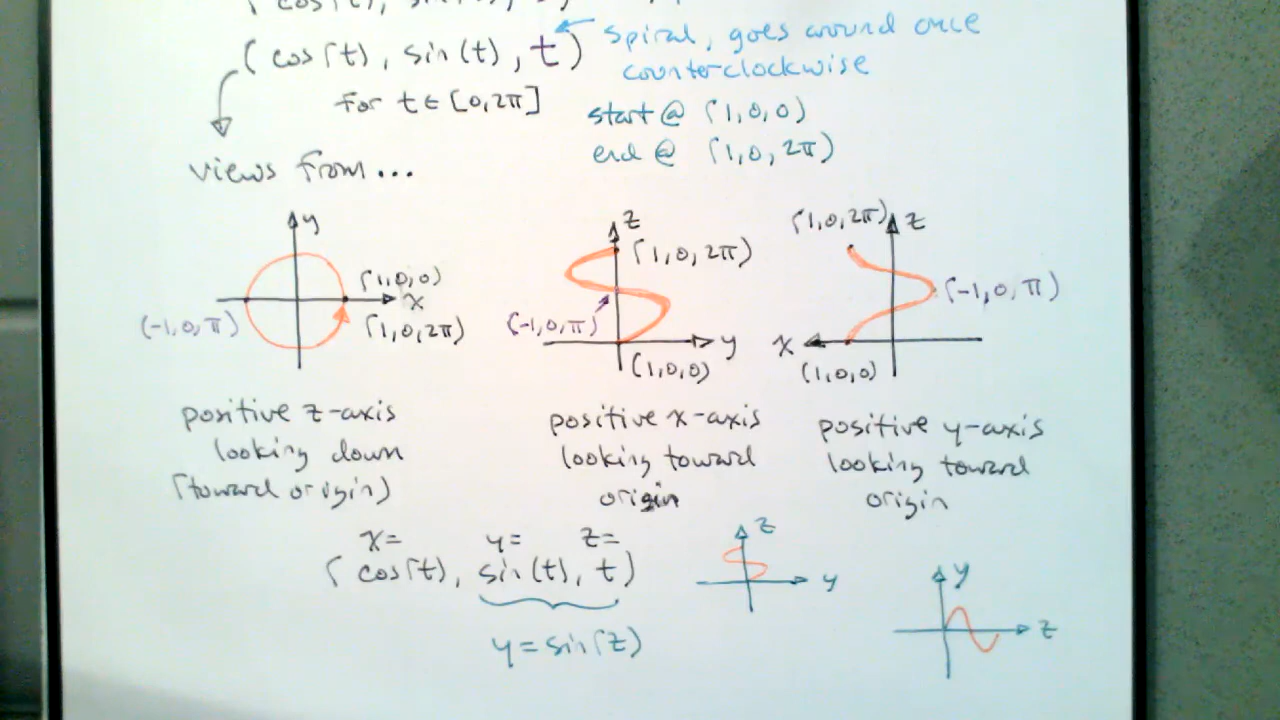 (cos(t), sin(t),
(cos(t), sin(t), t) spiral, goes around once
counterclockwise
for t ∈ [0,2π]
start @ (1,0,0)
end @ (1,0,2π)
views from...
y
(1,0,0)
x
(-1,0,π)
(1,0,2π)
positive z-axis
looking down
(toward origin)
z
(1,0,2π)
(-1,0,π)
y
(1,0,0)
positive x-axis
looking toward
origin
(1,0,2π)
z
(-1,0,π)
x
(1,0,0)
positive y-axis
looking toward
origin
x= y= z=
(cos(t), sin(t), t)
y=sin(z)
z
y
y
z